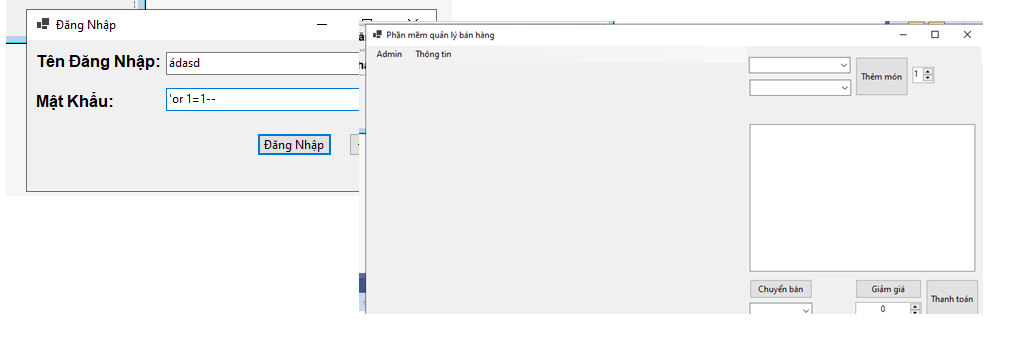 Đăng Nhập
Tên Đăng Nhập:
ádasd
Mật Khẩu:
'or 1=1--
Đăng Nhập
Phần mềm quản lý bán hàng
Admin Thông tin
Thêm món
1
Chuyển bàn
Giảm giá
0
Thanh toán